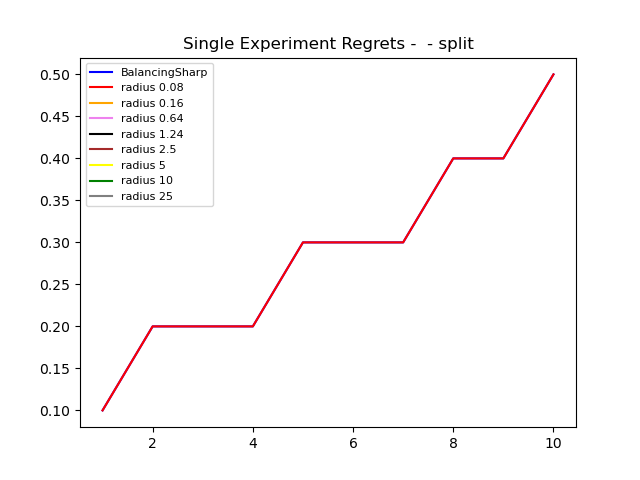 Single Experiment Regrets -  - split
0.50
0.45
0.40
0.35
0.30
0.25
0.20
0.15
0.10
BalancingSharp
radius 0.08
radius 0.16
radius 0.64
radius 1.24
radius 2.5
radius 5
radius 10
radius 25
2 4 6 8 10